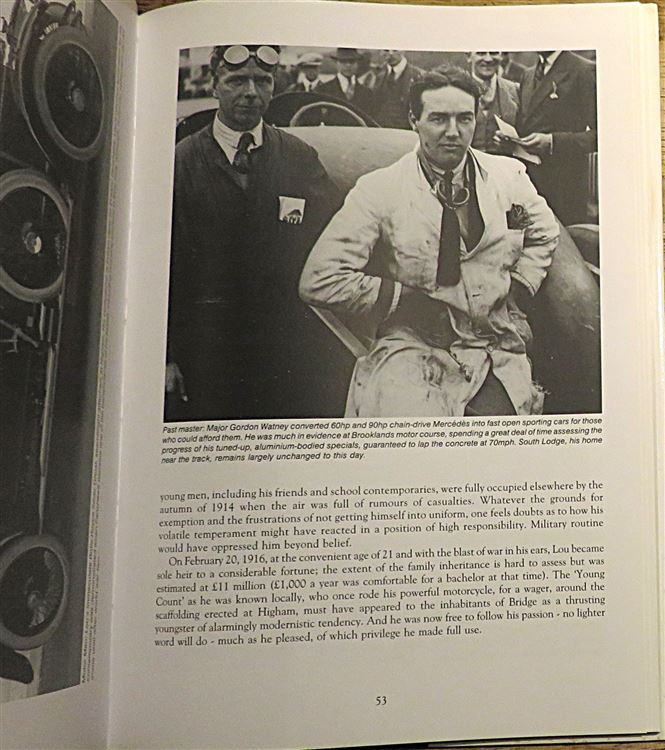 Past master: Major Gordon Watney converted 60hp and 90hp chain-drive Mercédès into fast open sporting cars for those
who could afford them. He was much in evidence at Brooklands motor course, spending a great deal of time assessing the
progress of his tuned-up, aluminium-bodied specials, guaranteed to lap the concrete at 70mph. South Lodge, his home
near the track, remains largely unchanged to this day.
young men, including his friends and school contemporaries, were fully occupied elsewhere by the
autumn of 1914 when the air was full of rumours of casualties. Whatever the grounds for
exemption and the frustrations of not getting himself into uniform, one feels doubts as to how his
volatile temperament might have reacted in a position of high responsibility. Military routine
would have oppressed him beyond belief.
On February 20, 1916, at the convenient age of 21 and with the blast of war in his ears, Lou became
sole heir to a considerable fortune; the extent of the family inheritance is hard to assess but was
estimated at £11 million (£1,000 a year was comfortable for a bachelor at that time). The 'Young
Count' as he was known locally, who once rode his powerful motorcycle, for a wager, around the
scaffolding erected at Higham, must have appeared to the inhabitants of Bridge as a thrusting
youngster of alarmingly modernistic tendency. And he was now free to follow his passion - no lighter
word will do - much as he pleased, of which privilege he made full use.
53